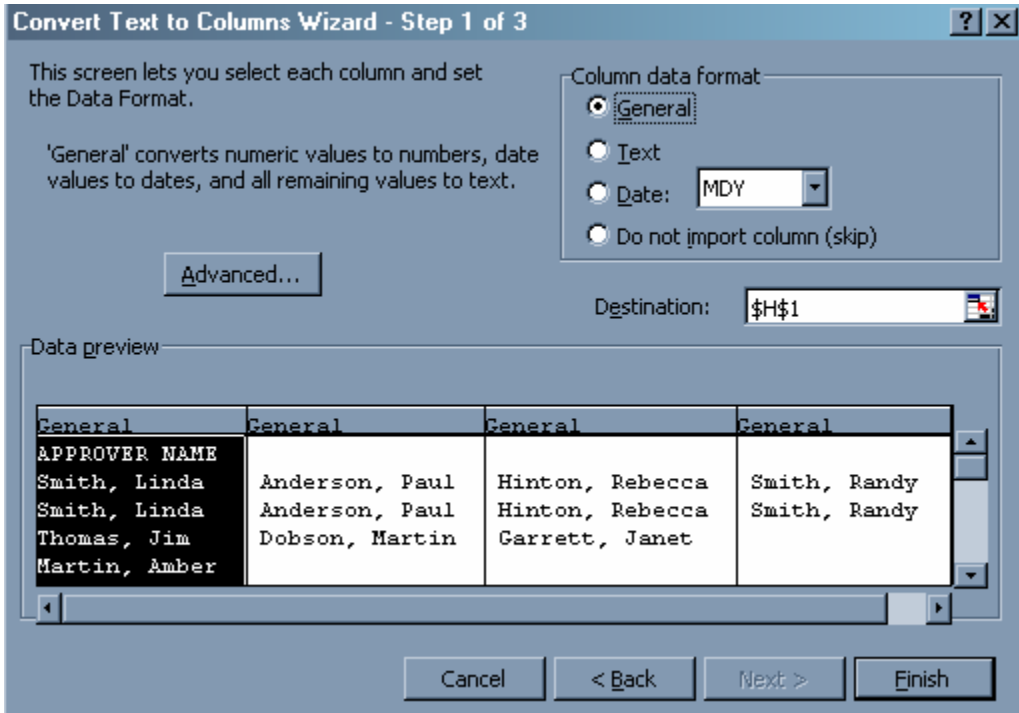 Convert Text to Columns Wizard - Step 1 of 3
This screen lets you select each column and set
the Data Format.
'General' converts numeric values to numbers, date
values to dates, and all remaining values to text.
Advanced...
Column data format
General
Text
Date: MDY
Do not import column (skip)
Destination: $H$1
Data preview
General General General General
APPROVER NAME
Smith, Linda Anderson, Paul Hinton, Rebecca Smith, Randy
Smith, Linda Anderson, Paul Hinton, Rebecca Smith, Randy
Thomas, Jim Dobson, Martin Garrett, Janet
Martin, Amber
Cancel < Back Next > Finish